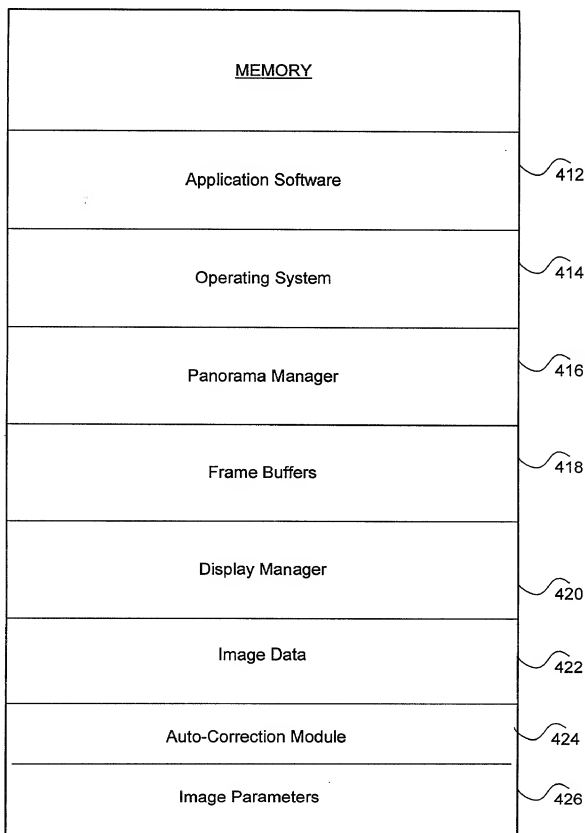 MEMORY
Application Software
412
Operating System
414
Panorama Manager
416
Frame Buffers
418
Display Manager
420
Image Data
422
Auto-Correction Module
424
Image Parameters
426